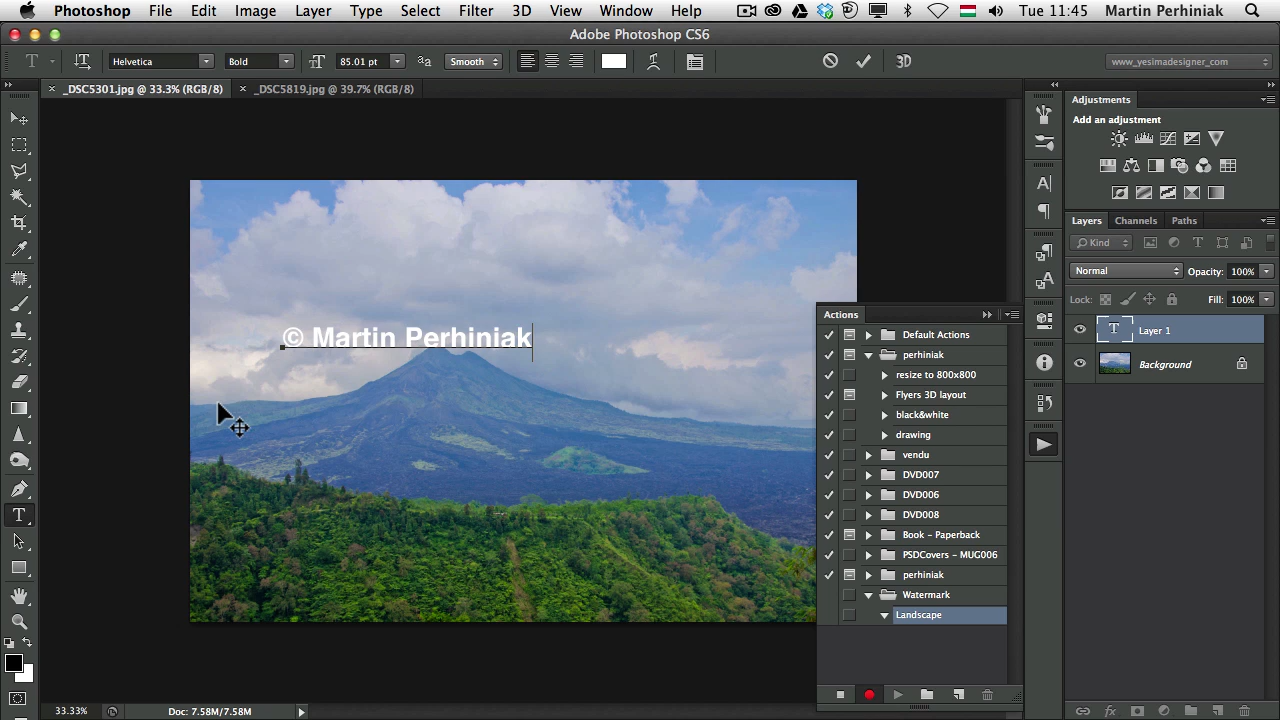 Photoshop File Edit Image Layer Type Select Filter 3D View Window Help Tue 11:45 Martin Perhiniak
Adobe Photoshop CS6
T Helvetica Bold 85.01 pt Smooth 3D www_yesimadesigner_com
_DSC5301.jpg @ 33.3% (RGB/8) _DSC5819.jpg @ 39.7% (RGB/8)
Adjustments
Add an adjustment
Layers Channels Paths
Kind
Normal Opacity: 100%
Lock: Fill: 100%
T Layer 1
Background
© Martin Perhiniak
Actions
Default Actions
perhiniak
resize to 800x800
Flyers 3D layout
black&white
drawing
vendu
DVD007
DVD006
DVD008
Book - Paperback
PSDCovers - MUG006
perhiniak
Watermark
Landscape
33.33% Doc: 7.58M/7.58M